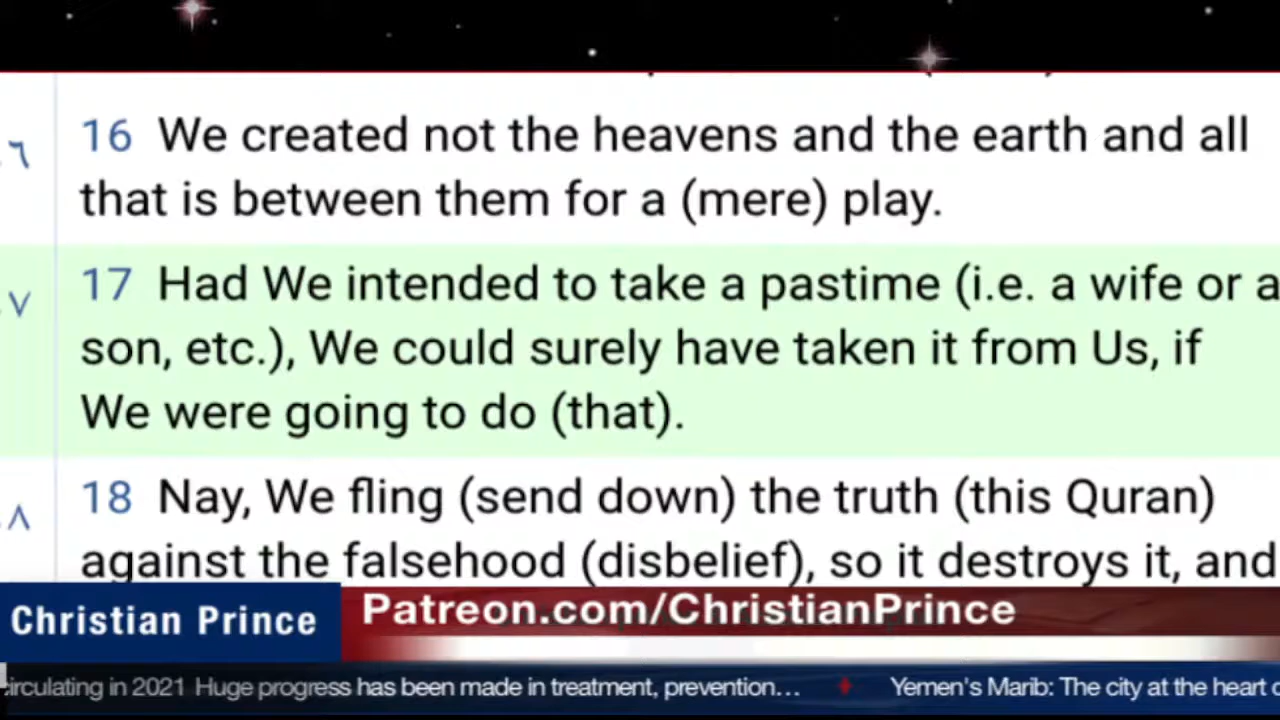 16 We created not the heavens and the earth and all
that is between them for a (mere) play.
17 Had We intended to take a pastime (i.e. a wife or a
son, etc.), We could surely have taken it from Us, if
We were going to do (that).
18 Nay, We fling (send down) the truth (this Quran)
against the falsehood (disbelief), so it destroys it, and
Christian Prince
Patreon.com/ChristianPrince
circulating in 2021 Huge progress has been made in treatment, prevention… Yemen's Marib: The city at the heart